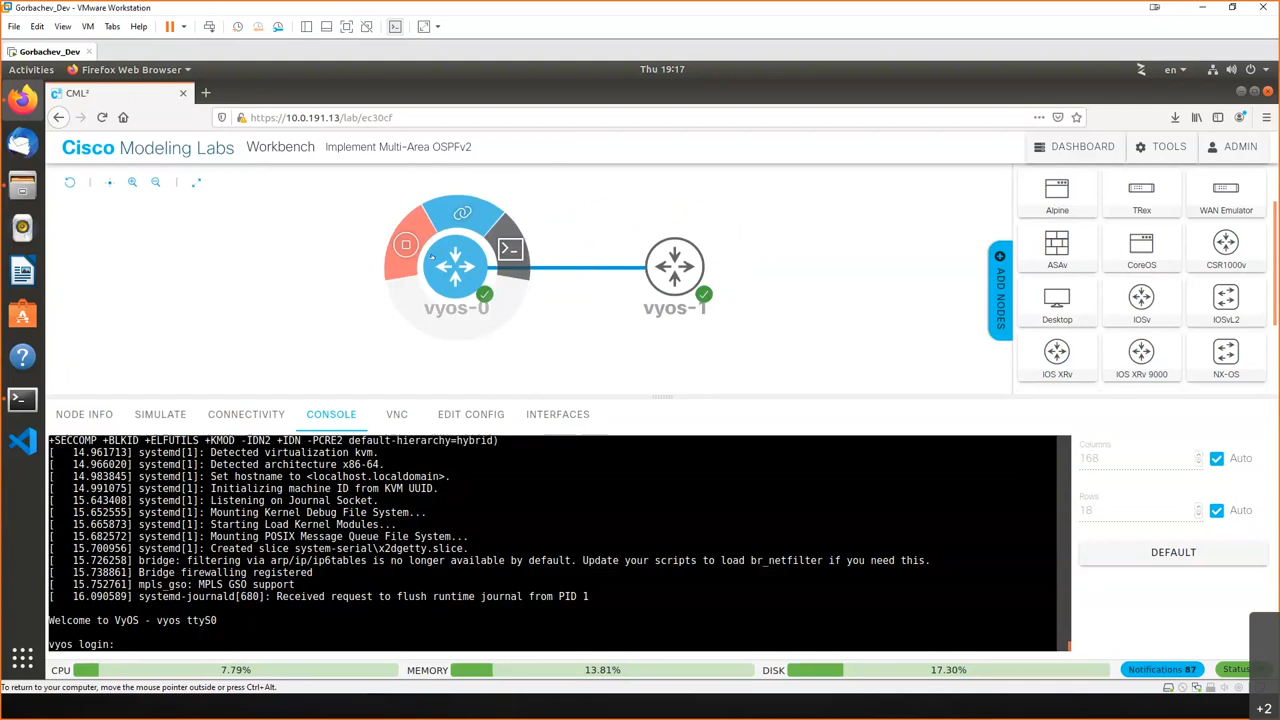 Gorbachev_Dev - VMware Workstation
File Edit View VM Tabs Help
Gorbachev_Dev
Activities Firefox Web Browser Thu 19:17 en
CML²
https://10.0.191.13/lab/ec30cf
Cisco Modeling Labs Workbench Implement Multi-Area OSPFv2 DASHBOARD TOOLS ADMIN
Alpine TRex WAN Emulator
ASAv CoreOS CSR1000v
Desktop IOSv IOSvL2
IOS XRv IOS XRv 9000 NX-OS
ADD NODES
vyos-0 vyos-1
NODE INFO SIMULATE CONNECTIVITY CONSOLE VNC EDIT CONFIG INTERFACES
+SECCOMP +BLKID +ELFUTILS +KMOD -IDN2 +IDN -PCRE2 default-hierarchy=hybrid)
[   14.961713] systemd[1]: Detected virtualization kvm.
[   14.966020] systemd[1]: Detected architecture x86-64.
[   14.983845] systemd[1]: Set hostname to <localhost.localdomain>.
[   14.991075] systemd[1]: Initializing machine ID from KVM UUID.
[   15.643408] systemd[1]: Listening on Journal Socket.
[   15.652555] systemd[1]: Mounting Kernel Debug File System...
[   15.665873] systemd[1]: Starting Load Kernel Modules...
[   15.682572] systemd[1]: Mounting POSIX Message Queue File System...
[   15.700956] systemd[1]: Created slice system-serial\x2dgetty.slice.
[   15.726258] bridge: filtering via arp/ip/ip6tables is no longer available by default. Update your scripts to load br_netfilter if you need this.
[   15.738861] Bridge firewalling registered
[   15.752761] mpls_gso: MPLS GSO support
[   16.090589] systemd-journald[680]: Received request to flush runtime journal from PID 1
Welcome to VyOS - vyos ttyS0
vyos login:
Columns
168 Auto
Rows
18 Auto
DEFAULT
CPU 7.79% MEMORY 13.81% DISK 17.30% Notifications 87 Status
To return to your computer, move the mouse pointer outside or press Ctrl+Alt.
+2